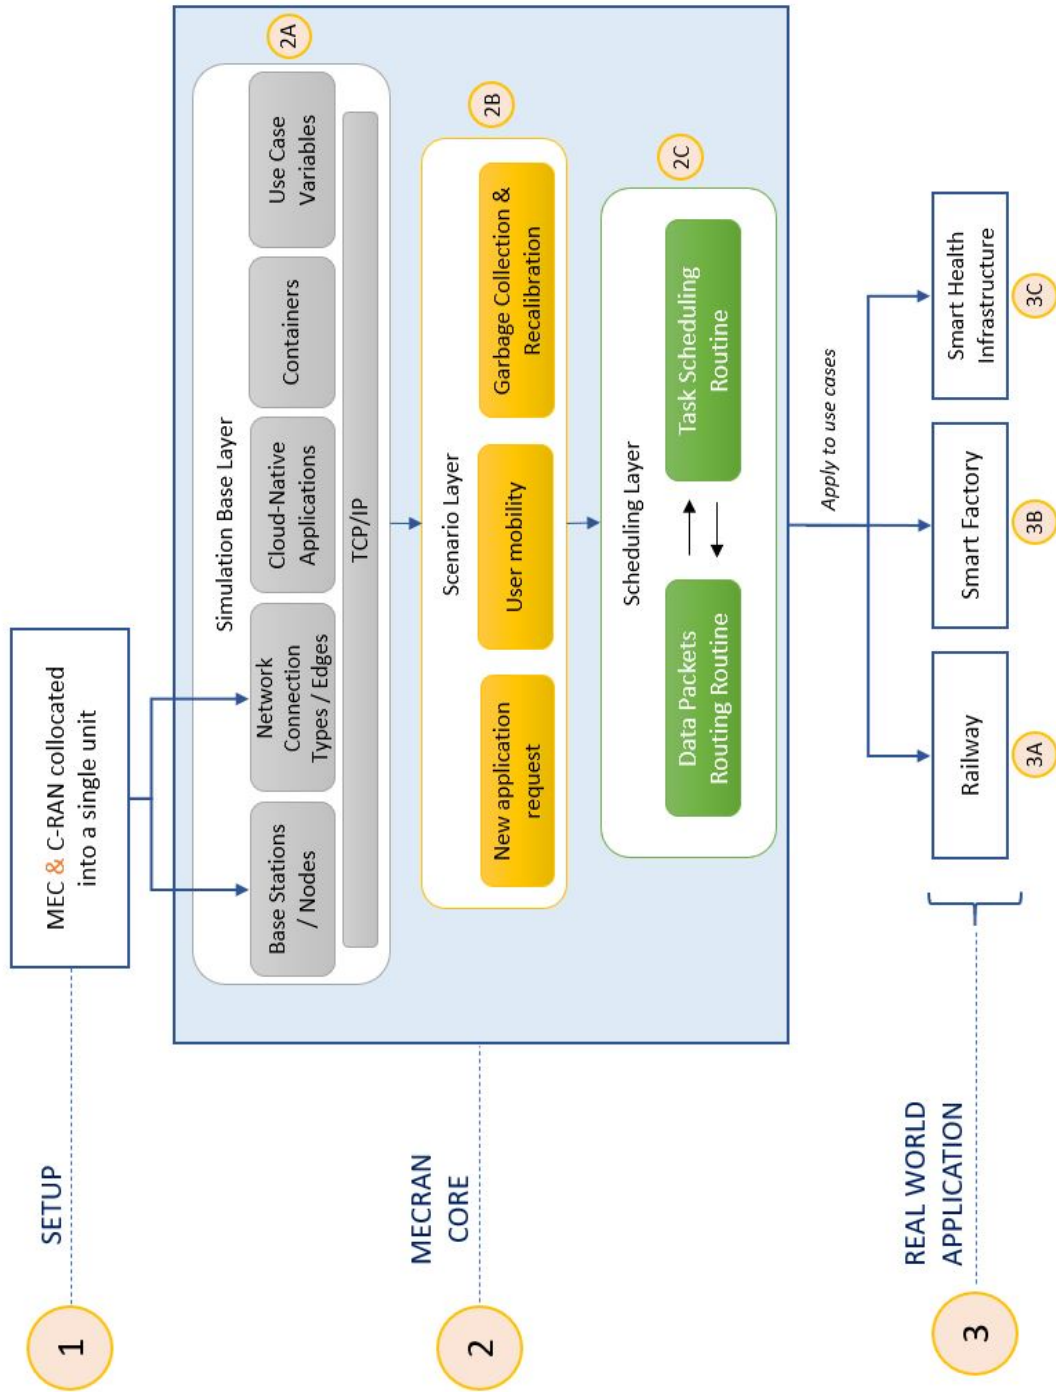 1
SETUP
MEC & C-RAN collocated
into a single unit
2
MECRAN
CORE
Simulation Base Layer
2A
Base Stations
/ Nodes
Network
Connection
Types / Edges
Cloud-Native
Applications
Containers
Use Case
Variables
TCP/IP
Scenario Layer
2B
New application
request
User mobility
Garbage Collection &
Recalibration
Scheduling Layer
2C
Data Packets
Routing Routine
Task Scheduling
Routine
Apply to use cases
3
REAL WORLD
APPLICATION
Railway
Smart Factory
Smart Health
Infrastructure
3A
3B
3C